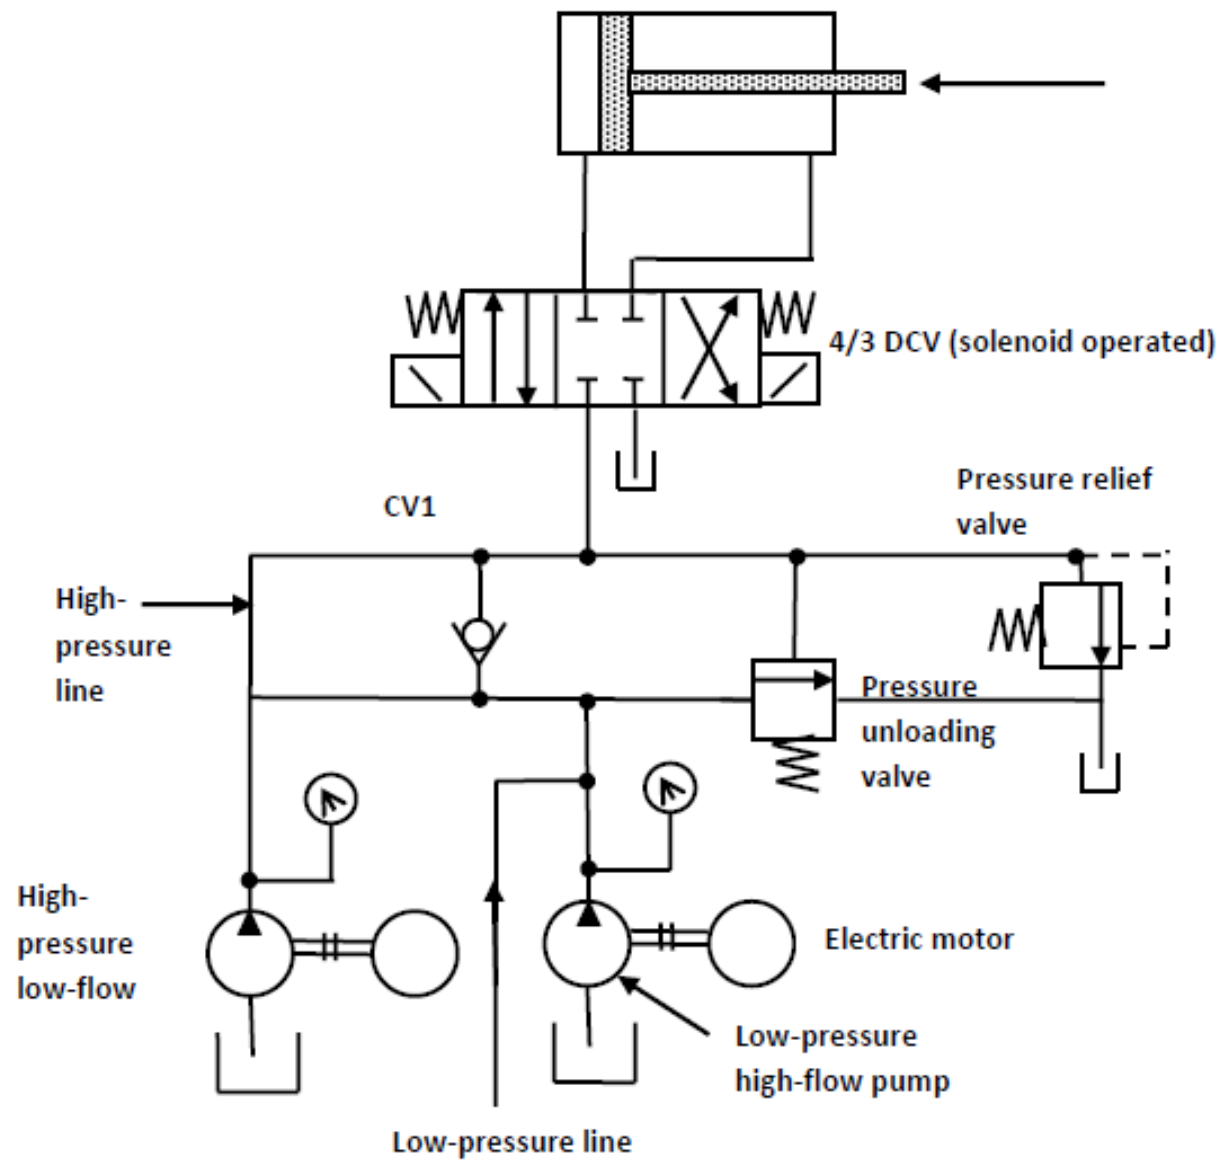 4/3 DCV (solenoid operated)
CV1
Pressure relief
valve
High-
pressure
line
Pressure
unloading
valve
High-
pressure
low-flow
Electric motor
Low-pressure
high-flow pump
Low-pressure line